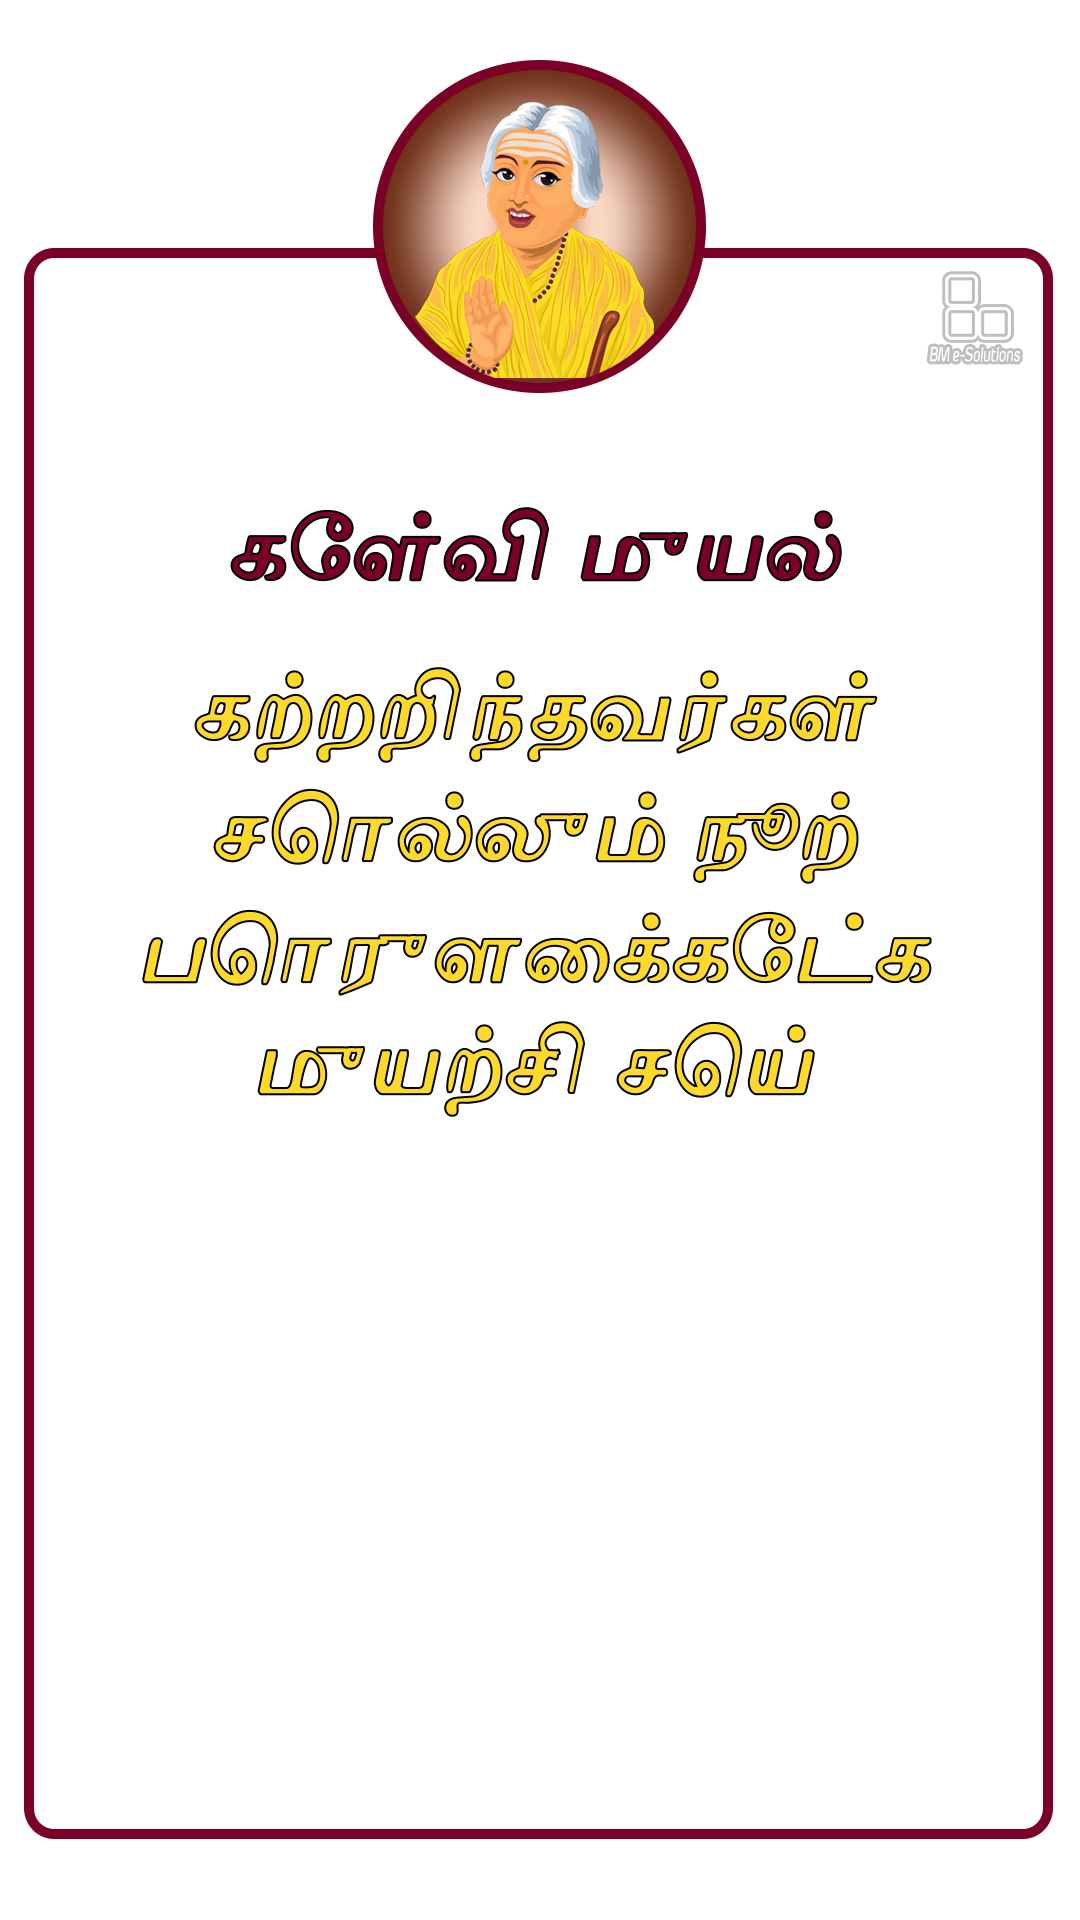 BM e-Solutions
கேள்வி முயல்
கற்றறிந்தவர்கள்
சொல்லும் நூற்
பொருளைக்கேட்க
முயற்சி செய்